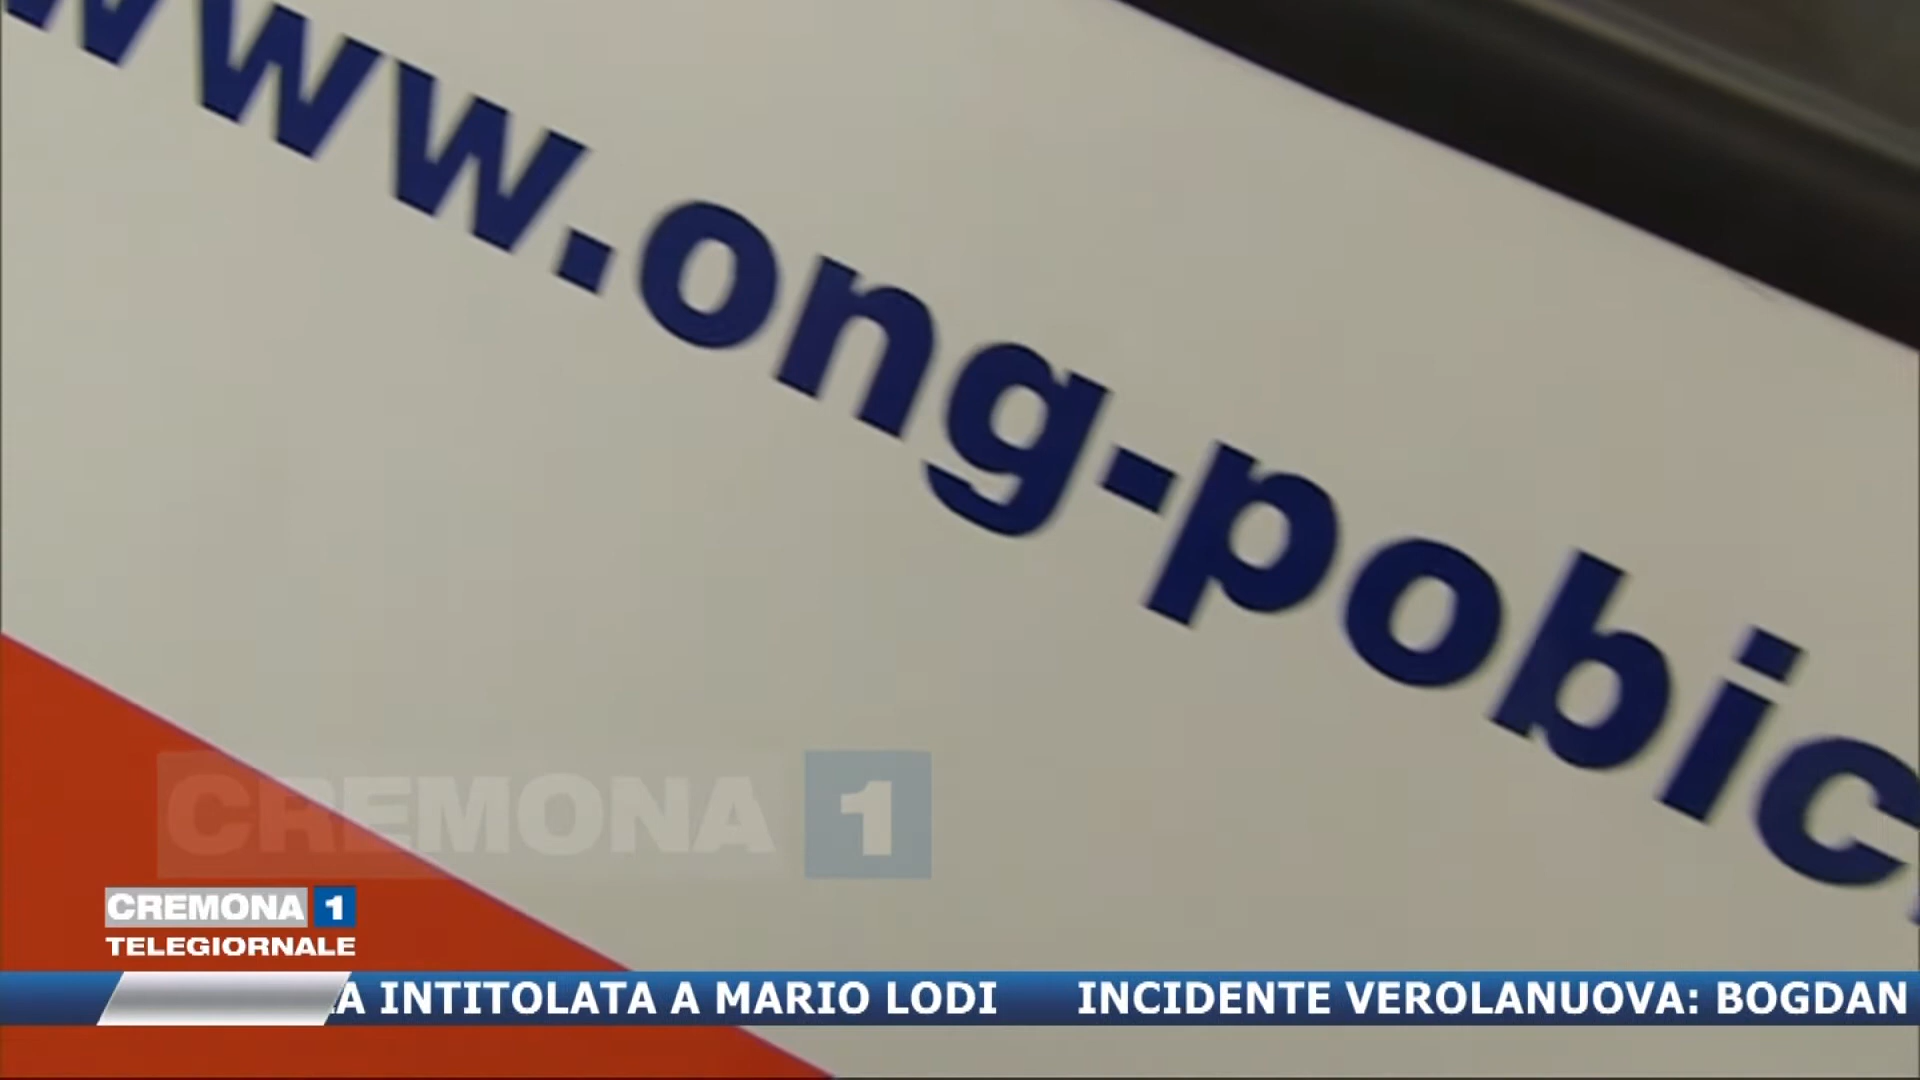 www.ong-pobic
CREMONA 1
CREMONA 1
TELEGIORNALE
A INTITOLATA A MARIO LODI INCIDENTE VEROLANUOVA: BOGDAN